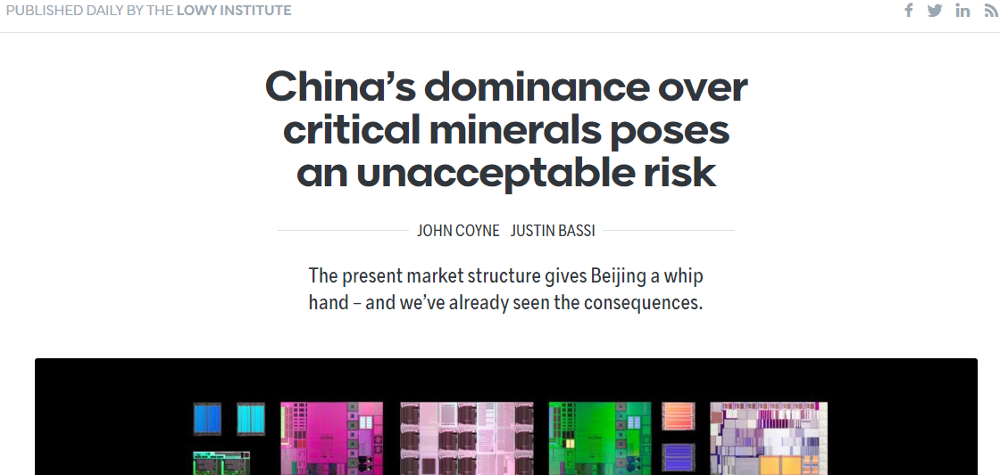 PUBLISHED DAILY BY THE LOWY INSTITUTE
China’s dominance over
critical minerals poses
an unacceptable risk
JOHN COYNE JUSTIN BASSI
The present market structure gives Beijing a whip
hand – and we’ve already seen the consequences.